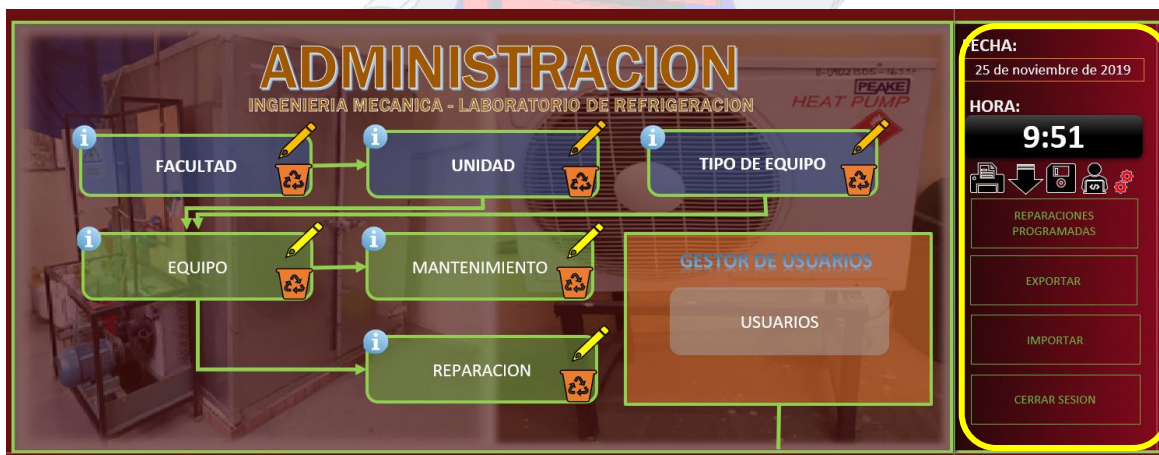 ADMINISTRACION
INGENIERIA MECANICA - LABORATORIO DE REFRIGERACION
PEAKE
HEAT PUMP
FACULTAD
UNIDAD
TIPO DE EQUIPO
EQUIPO
MANTENIMIENTO
REPARACION
GESTOR DE USUARIOS
USUARIOS
FECHA:
25 de noviembre de 2019
HORA:
9:51
REPARACIONES
PROGRAMADAS
EXPORTAR
IMPORTAR
CERRAR SESION